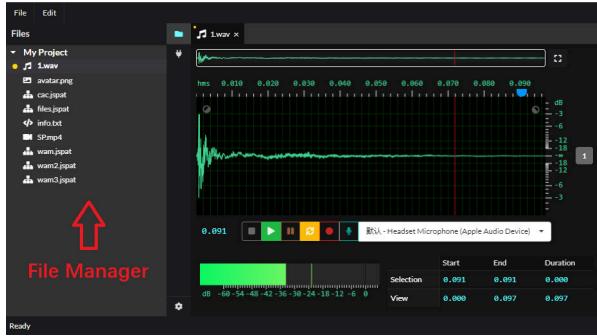 File Edit
Files
1.wav ×
My Project
1.wav
avatar.png
cac.jspat
files.jspat
info.txt
SP.mp4
wam.jspat
wam2.jspat
wam3.jspat
File Manager
hms 0.010 0.020 0.030 0.040 0.050 0.060 0.070 0.080 0.090
dB
-3
-6
-12
-18
-∞
-18
-12
-6
-3
1
0.091
默认 - Headset Microphone (Apple Audio Device)
dB -60 -54 -48 -42 -36 -30 -24 -18 -12 -6 0
Start End Duration
Selection 0.091 0.091 0.000
View 0.000 0.097 0.097
Ready